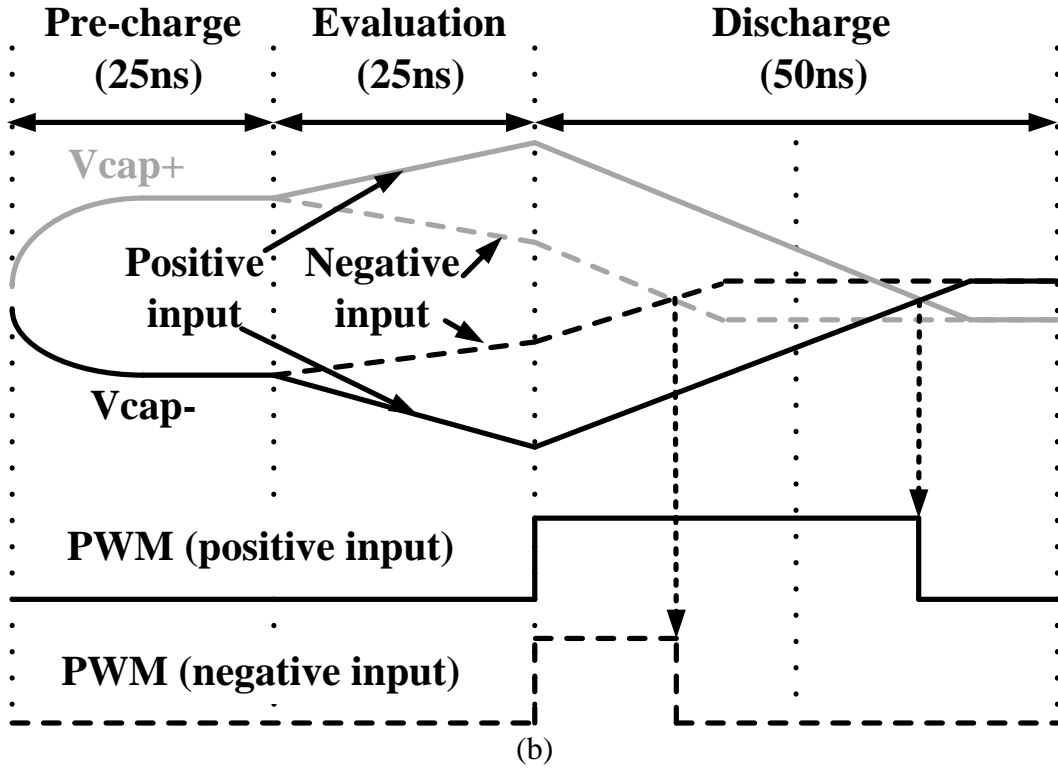 Pre-charge
(25ns)
Evaluation
(25ns)
Discharge
(50ns)
Vcap+
Positive
input
Negative
input
Vcap-
PWM (positive input)
PWM (negative input)
(b)